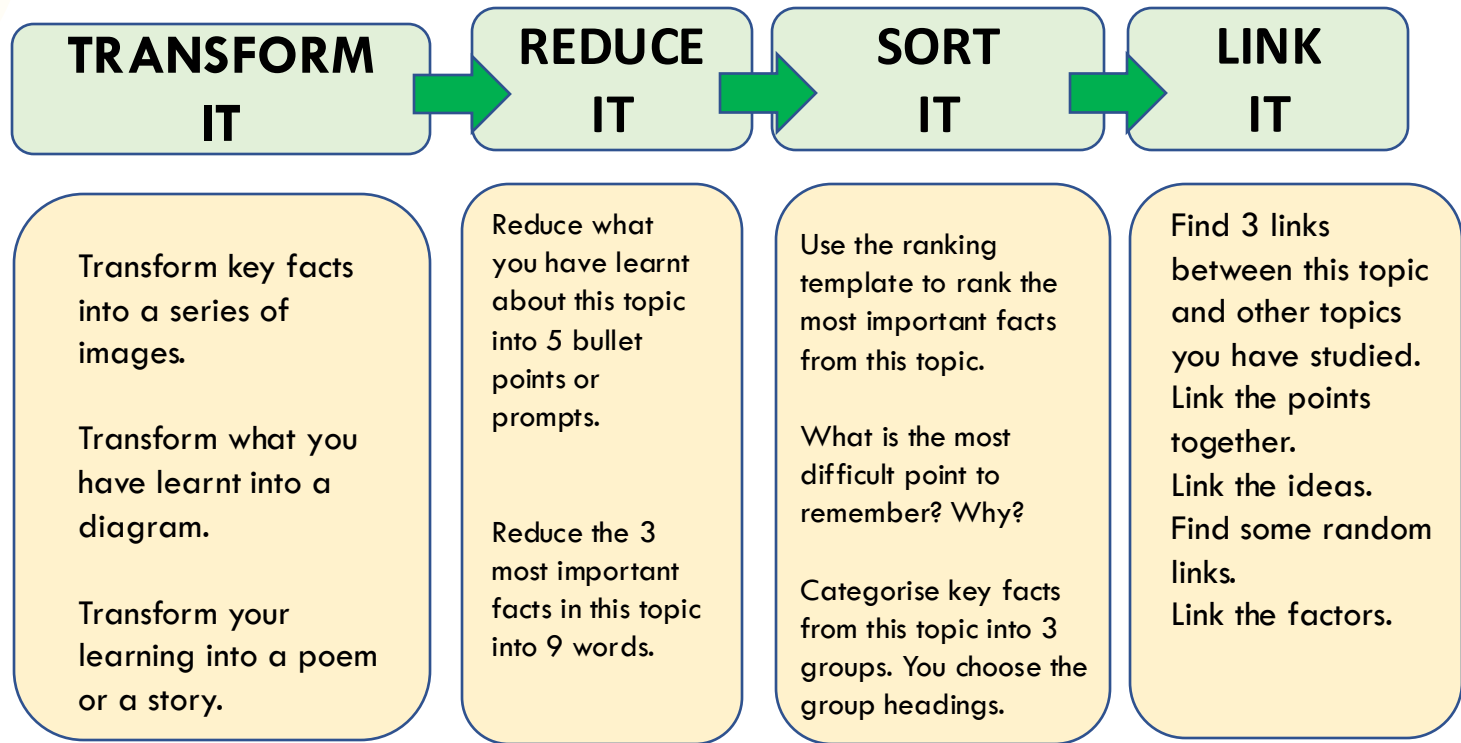 TRANSFORM
IT
REDUCE
IT
SORT
IT
LINK
IT
Transform key facts
into a series of
images.
Transform what you
have learnt into a
diagram.
Transform your
learning into a poem
or a story.
Reduce what
you have learnt
about this topic
into 5 bullet
points or
prompts.
Reduce the 3
most important
facts in this topic
into 9 words.
Use the ranking
template to rank the
most important facts
from this topic.
What is the most
difficult point to
remember? Why?
Categorise key facts
from this topic into 3
groups. You choose the
group headings.
Find 3 links
between this topic
and other topics
you have studied.
Link the points
together.
Link the ideas.
Find some random
links.
Link the factors.